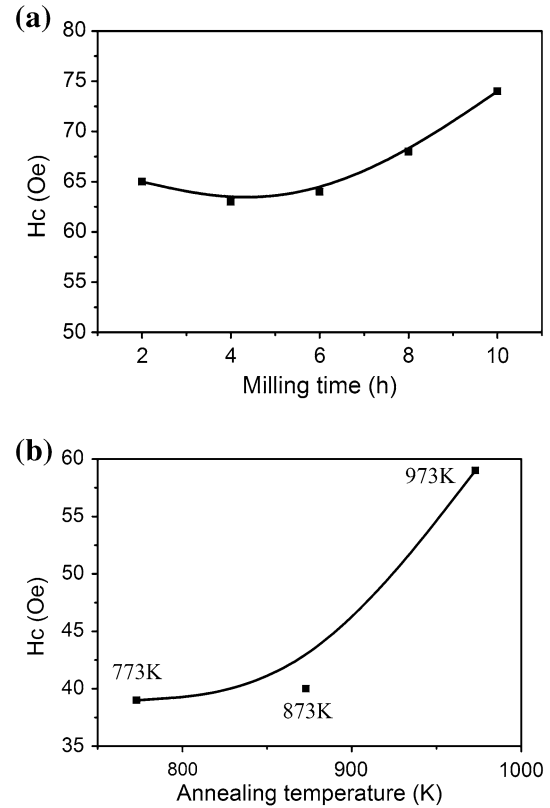 (a)
80
75
70
65
60
55
50
Hc (Oe)
2 4 6 8 10
Milling time (h)
(b)
60
55
50
45
40
35
Hc (Oe)
973K
773K
873K
800 900 1000
Annealing temperature (K)